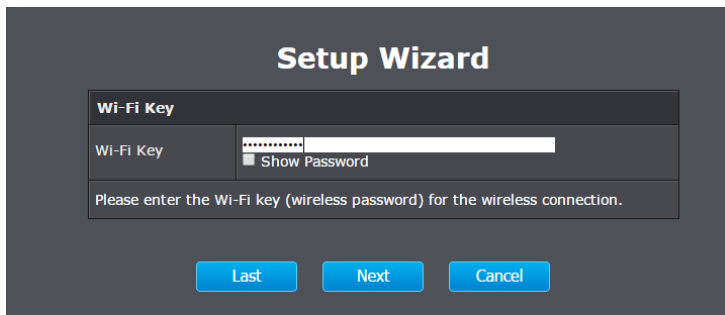 Setup Wizard
Wi-Fi Key
Wi-Fi Key
••••••••••••
Show Password
Please enter the Wi-Fi key (wireless password) for the wireless connection.
Last Next Cancel